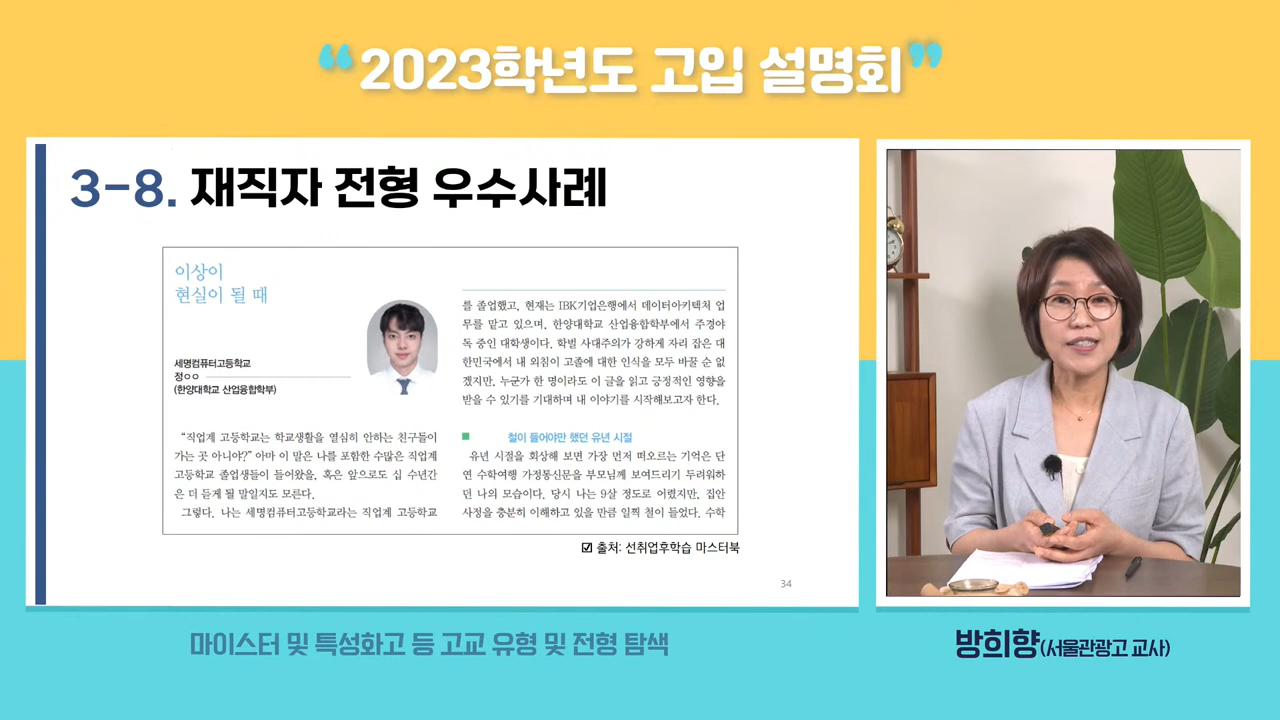 “2023학년도 고입 설명회”
3-8. 재직자 전형 우수사례
이상이
현실이 될 때
세명컴퓨터고등학교
정ㅇㅇ
(한양대학교 산업융합학부)
“직업계 고등학교는 학교생활을 열심히 안하는 친구들이
가는 곳 아니야?” 아마 이 말은 나를 포함한 수많은 직업계
고등학교 졸업생들이 들어왔을, 혹은 앞으로도 십 수년간
은 더 듣게 될 말일지도 모른다.
그렇다. 나는 세명컴퓨터고등학교라는 직업계 고등학교
를 졸업했고, 현재는 IBK기업은행에서 데이터아키텍처 업
무를 맡고 있으며, 한양대학교 산업융합학부에서 주경야
독 중인 대학생이다. 학벌 사대주의가 강하게 자리 잡은 대
한민국에서 내 외침이 고졸에 대한 인식을 모두 바꿀 순 없
겠지만, 누군가 한 명이라도 이 글을 읽고 긍정적인 영향을
받을 수 있기를 기대하며 내 이야기를 시작해보고자 한다.
철이 들어야만 했던 유년 시절
유년 시절을 회상해 보면 가장 먼저 떠오르는 기억은 단
연 수학여행 가정통신문을 부모님께 보여드리기 두려워하
던 나의 모습이다. 당시 나는 9살 정도로 어렸지만, 집안
사정을 충분히 이해하고 있을 만큼 일찍 철이 들었다. 수학
☑ 출처: 선취업후학습 마스터북
34
마이스터 및 특성화고 등 고교 유형 및 전형 탐색
방희향(서울관광고 교사)